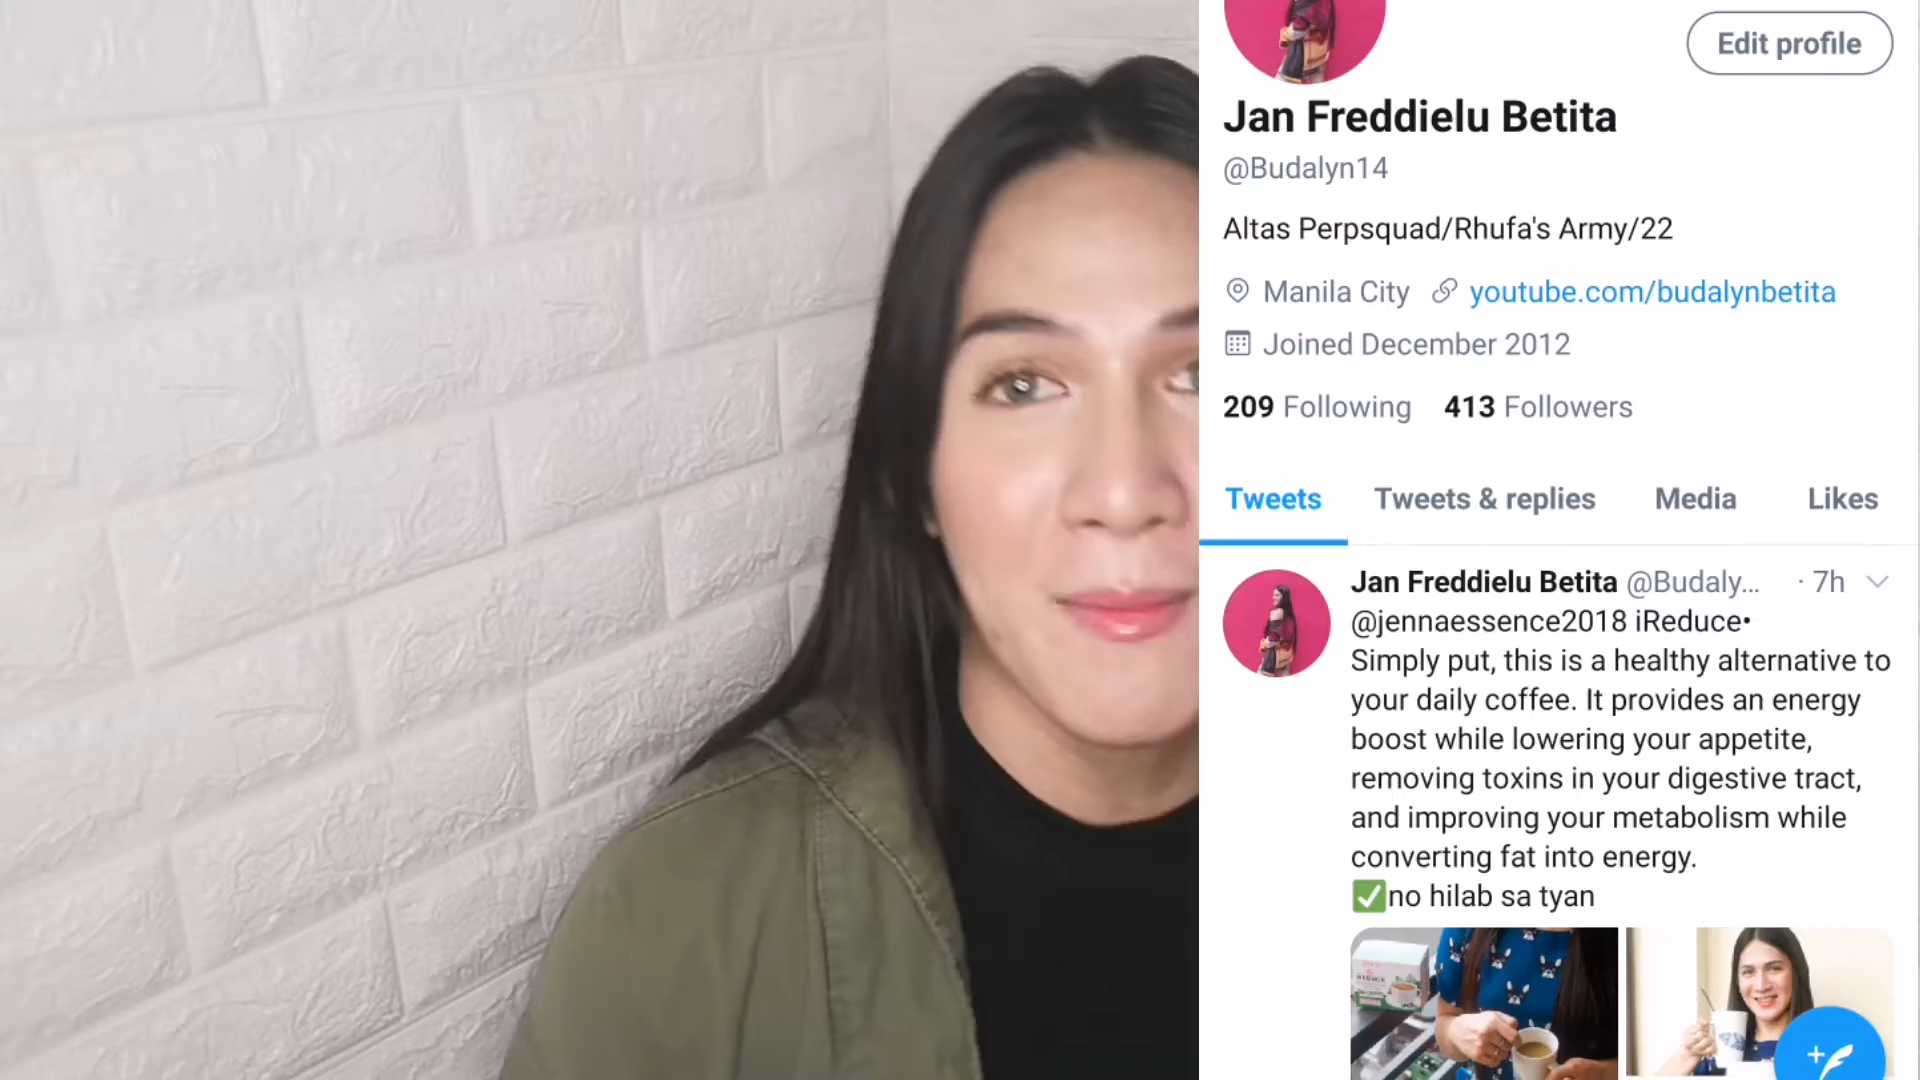 Edit profile
Jan Freddielu Betita
@Budalyn14
Altas Perpsquad/Rhufa's Army/22
Manila City youtube.com/budalynbetita
Joined December 2012
209 Following 413 Followers
Tweets Tweets & replies Media Likes
Jan Freddielu Betita @Budaly... · 7h
@jennaessence2018 iReduce•
Simply put, this is a healthy alternative to
your daily coffee. It provides an energy
boost while lowering your appetite,
removing toxins in your digestive tract,
and improving your metabolism while
converting fat into energy.
✅no hilab sa tyan